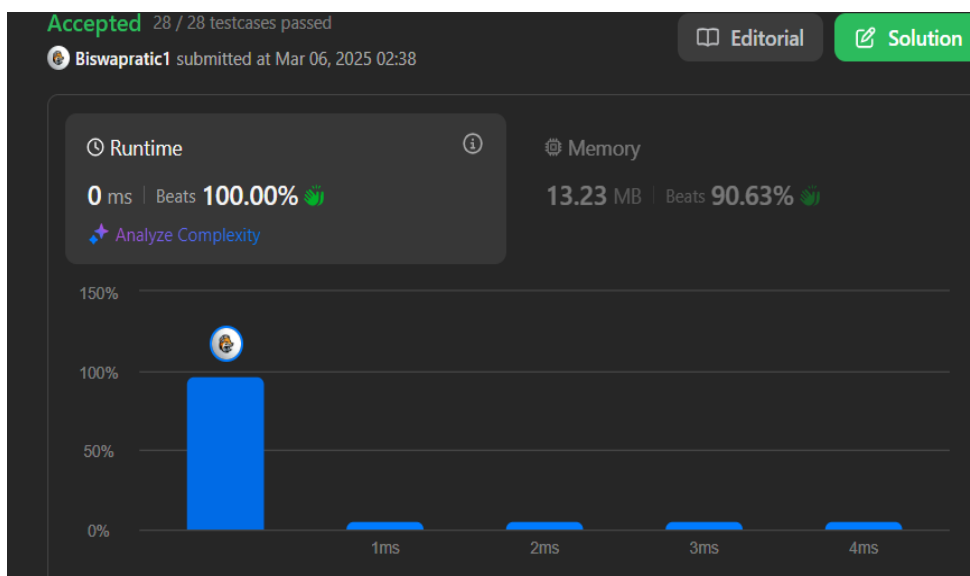 Accepted 28 / 28 testcases passed
Editorial
Solution
Biswapratic1 submitted at Mar 06, 2025 02:38
Runtime
0 ms Beats 100.00%
Analyze Complexity
Memory
13.23 MB Beats 90.63%
150%
100%
50%
0%
1ms 2ms 3ms 4ms